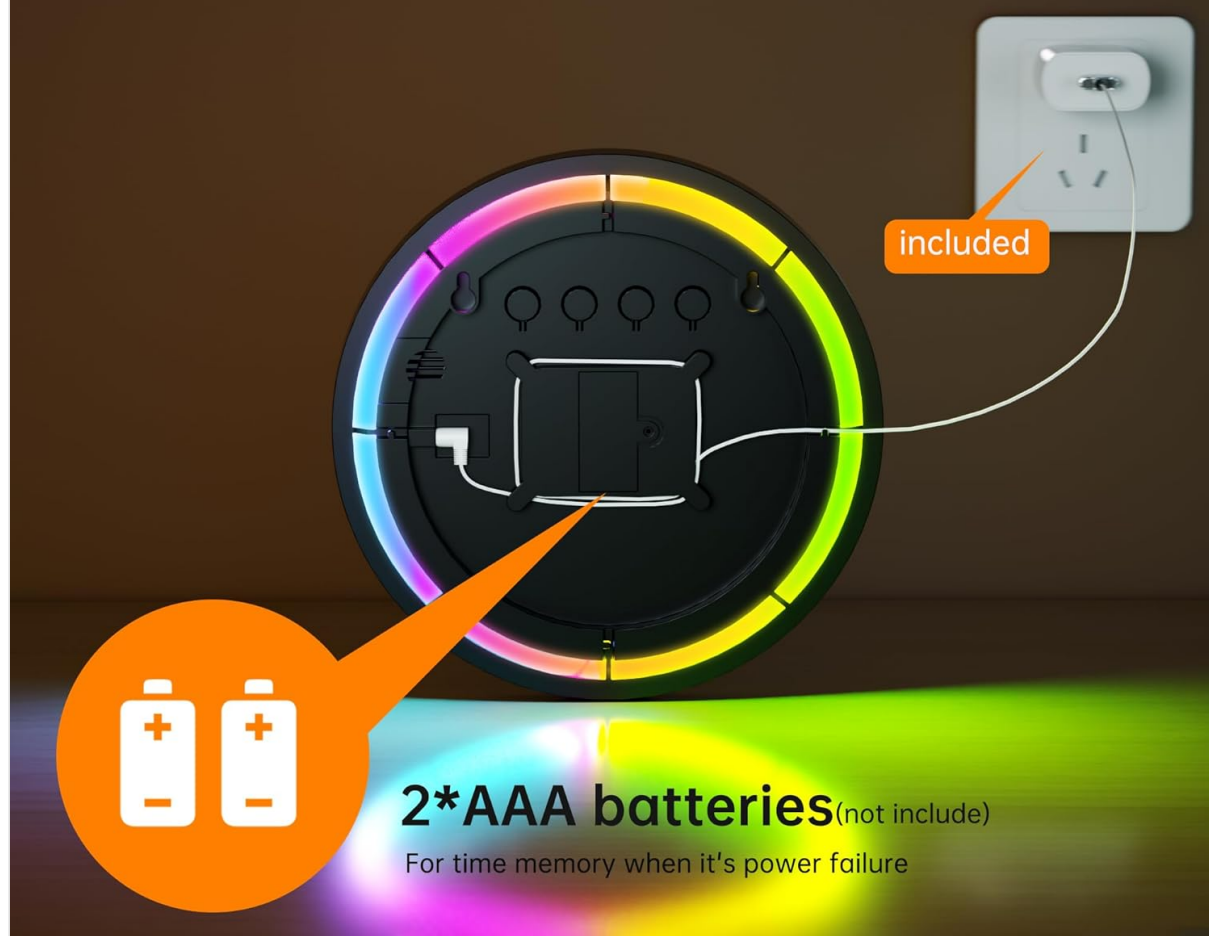 included
2*AAA batteries(not include)
For time memory when it's power failure